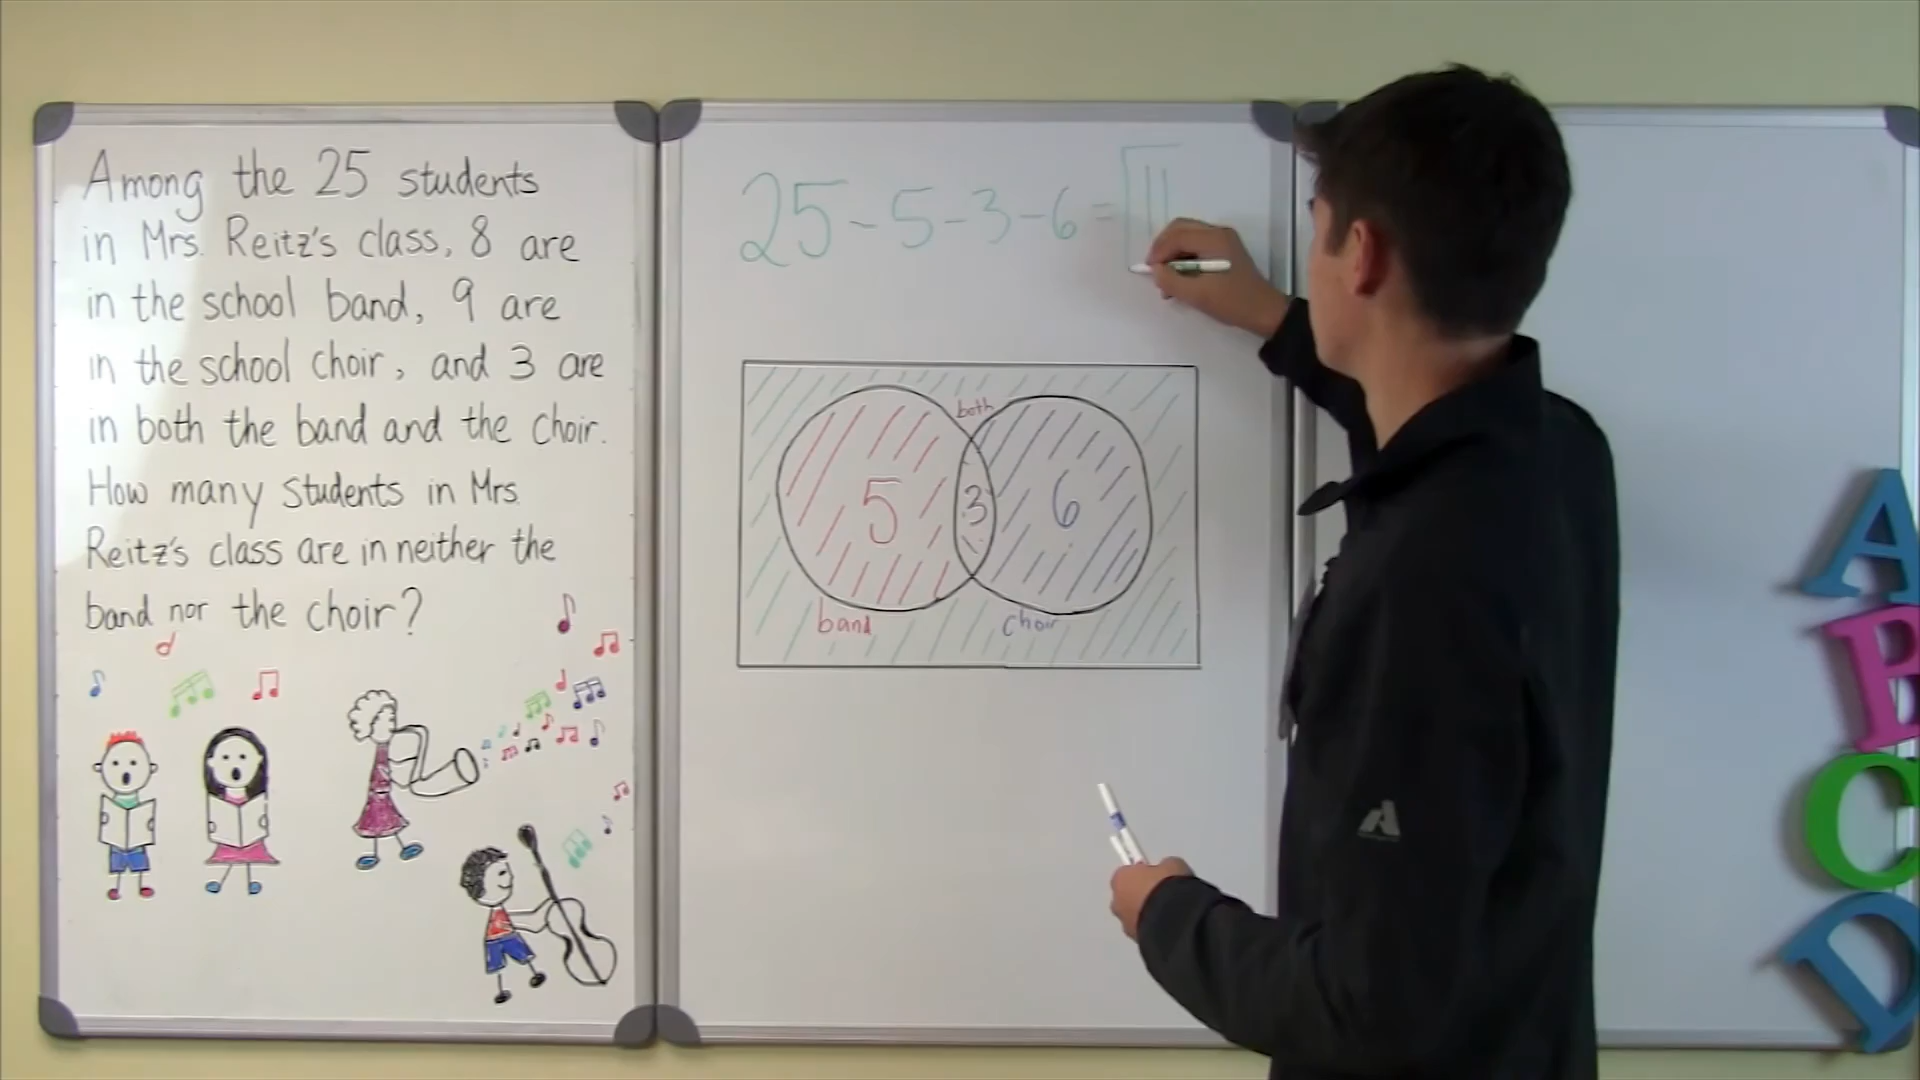 Among the 25 students
in Mrs. Reitz's class, 8 are
in the school band, 9 are
in the school choir, and 3 are
in both the band and the choir.
How many students in Mrs.
Reitz's class are in neither the
band nor the choir?
25-5-3-6=11
both
5
3
6
band
choir
A
B
C
D